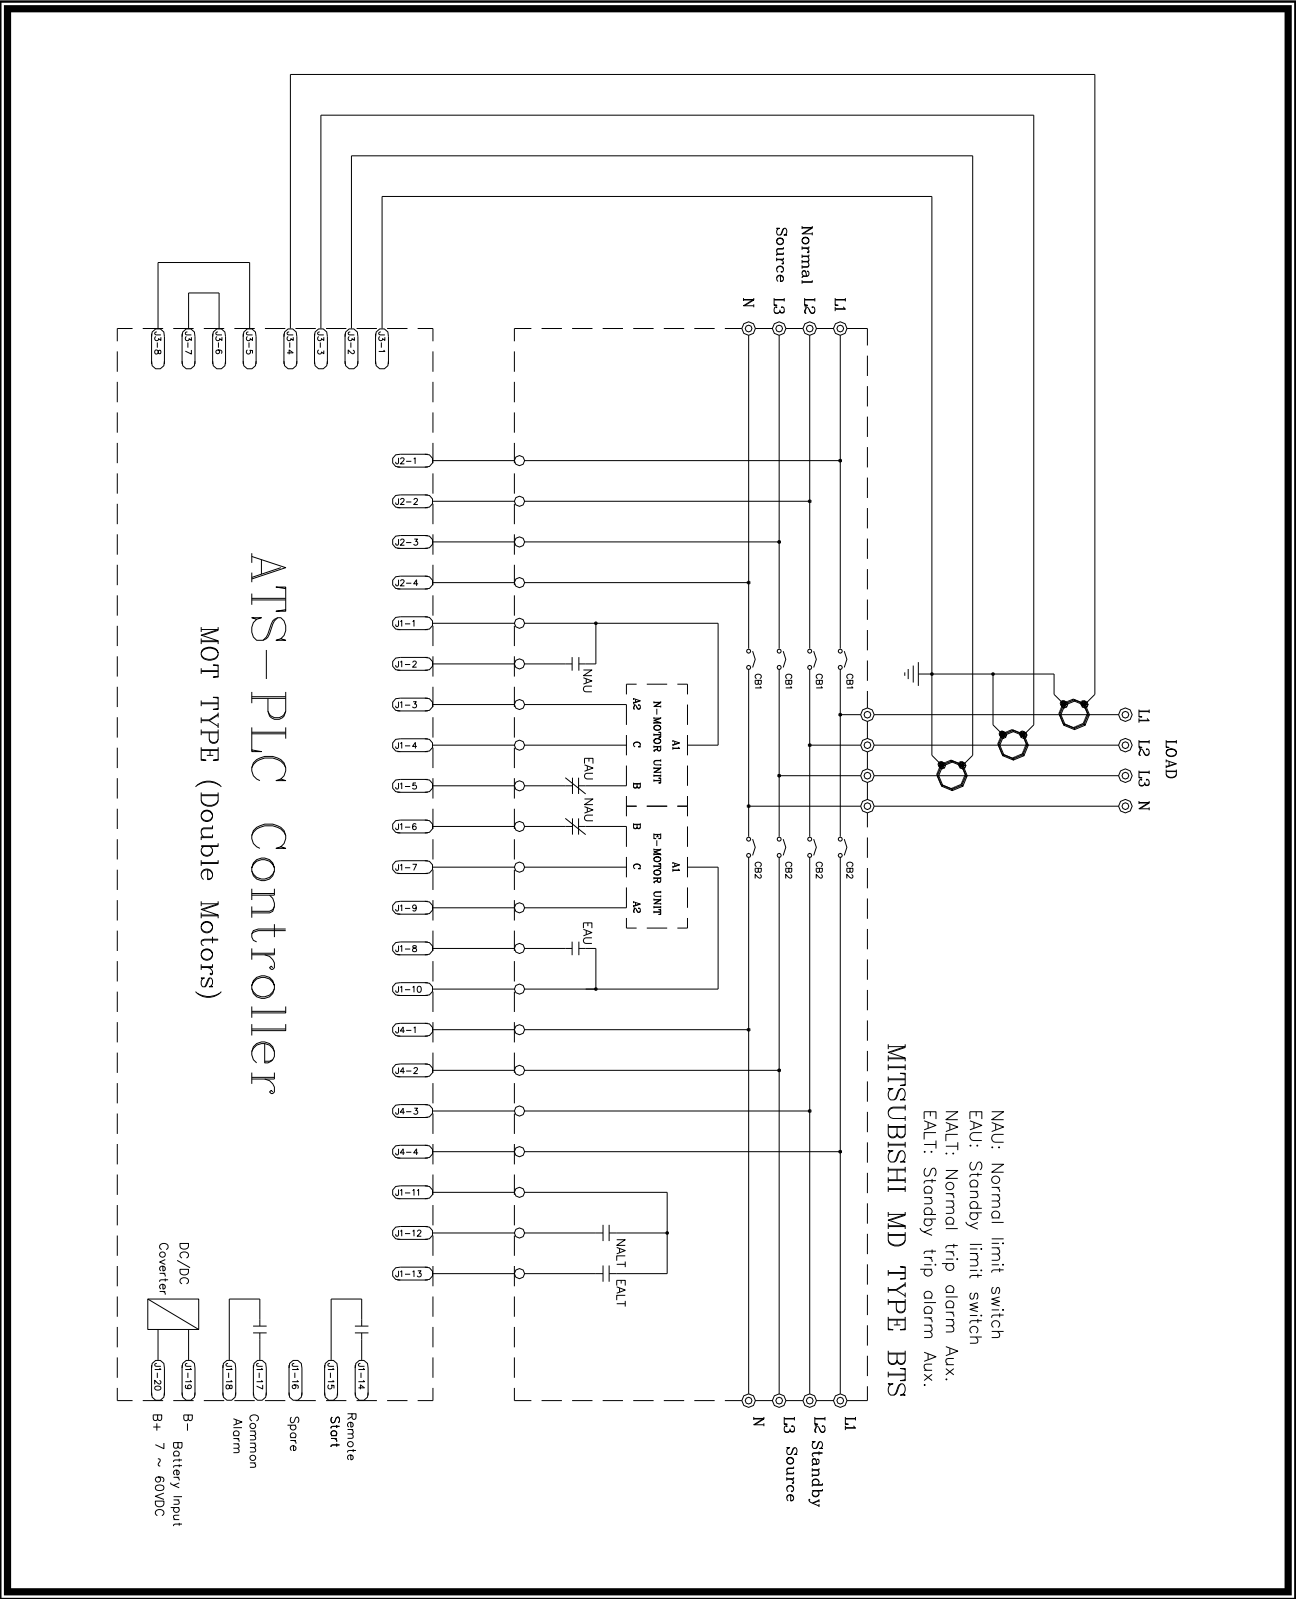 LOAD
L1
L2
L3
N
NAU: Normal limit switch
EAU: Standby limit switch
NALT: Normal trip alarm Aux.
EALT: Standby trip alarm Aux.
MITSUBISHI MD TYPE BTS
Normal
Source
L1
L2
L3
N
CB1
CB1
CB1
CB1
CB2
CB2
CB2
CB2
L1
L2 Standby
L3 Source
N
A1
N-MOTOR UNIT
A2
C
B
A1
E-MOTOR UNIT
B
C
A2
NAU
EAU
NAU
EAU
NALT
EALT
J3-1
J3-2
J3-3
J3-4
J3-5
J3-6
J3-7
J3-8
J2-1
J2-2
J2-3
J2-4
J1-1
J1-2
J1-3
J1-4
J1-5
J1-6
J1-7
J1-9
J1-8
J1-10
J4-1
J4-2
J4-3
J4-4
J1-11
J1-12
J1-13
ATS-PLC Controller
MOT TYPE (Double Motors)
J1-14
J1-15
J1-16
J1-17
J1-18
J1-19
J1-20
Remote
Start
Spare
Common
Alarm
DC/DC
Coverter
B- Battery Input
B+ 7 ~ 60VDC